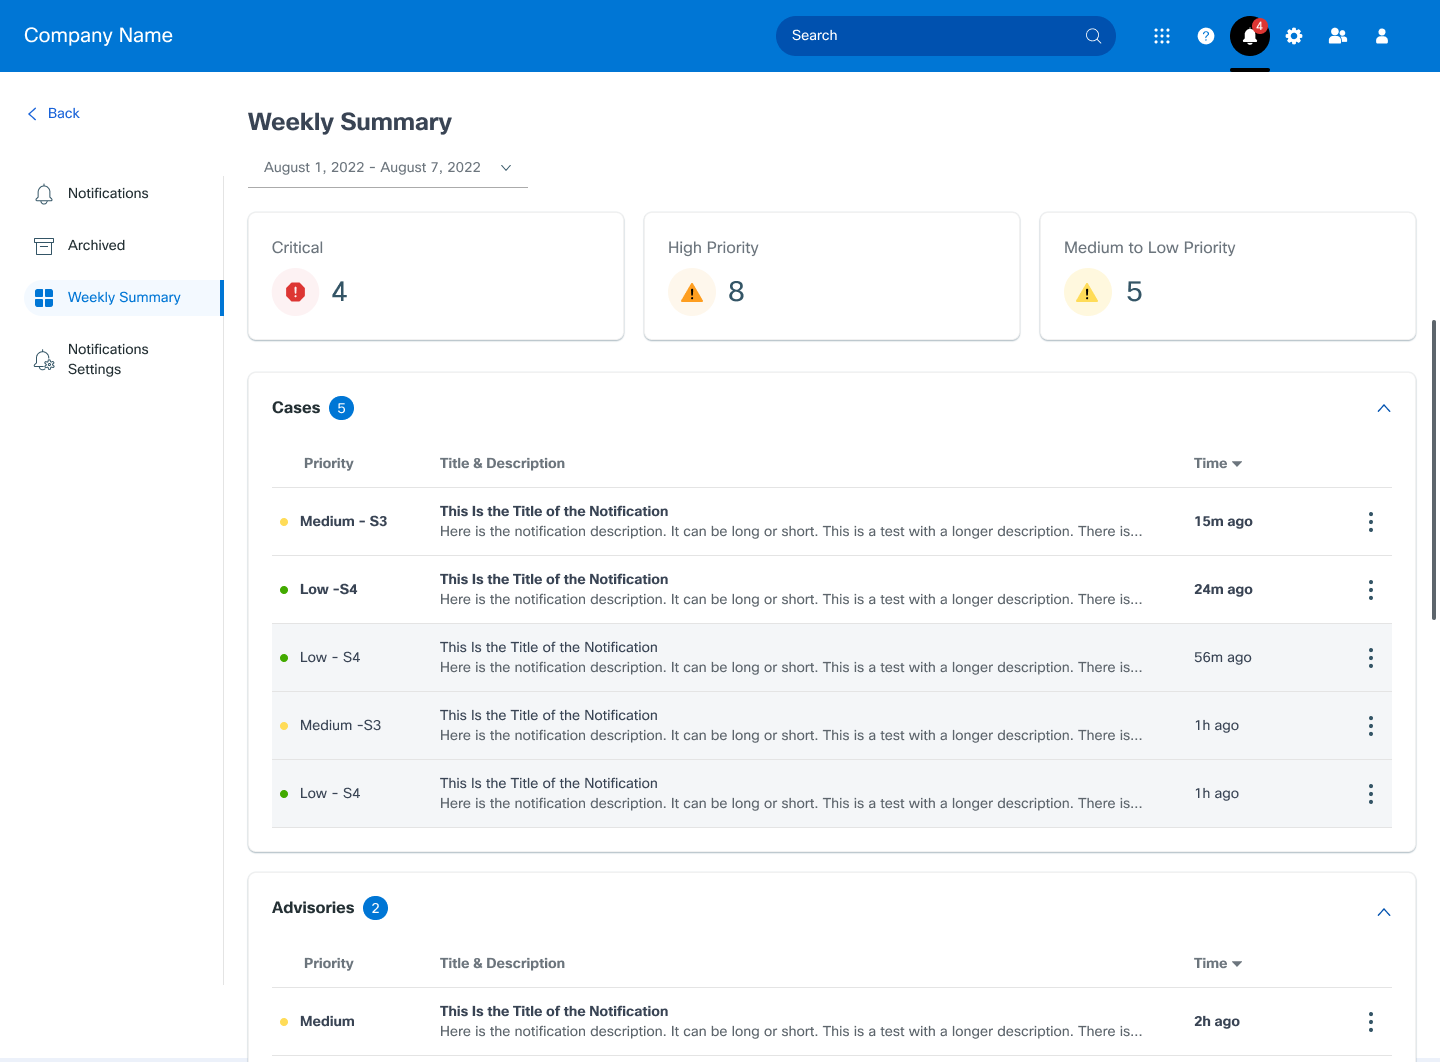 Company Name
Search
4
Back
Weekly Summary
August 1, 2022 - August 7, 2022
Notifications
Archived
Weekly Summary
Notifications
Settings
Critical
4
High Priority
8
Medium to Low Priority
5
Cases 5
Priority Title & Description Time
Medium - S3
This Is the Title of the Notification
Here is the notification description. It can be long or short. This is a test with a longer description. There is...
15m ago
Low -S4
This Is the Title of the Notification
Here is the notification description. It can be long or short. This is a test with a longer description. There is...
24m ago
Low - S4
This Is the Title of the Notification
Here is the notification description. It can be long or short. This is a test with a longer description. There is...
56m ago
Medium -S3
This Is the Title of the Notification
Here is the notification description. It can be long or short. This is a test with a longer description. There is...
1h ago
Low - S4
This Is the Title of the Notification
Here is the notification description. It can be long or short. This is a test with a longer description. There is...
1h ago
Advisories 2
Priority Title & Description Time
Medium
This Is the Title of the Notification
Here is the notification description. It can be long or short. This is a test with a longer description. There is...
2h ago